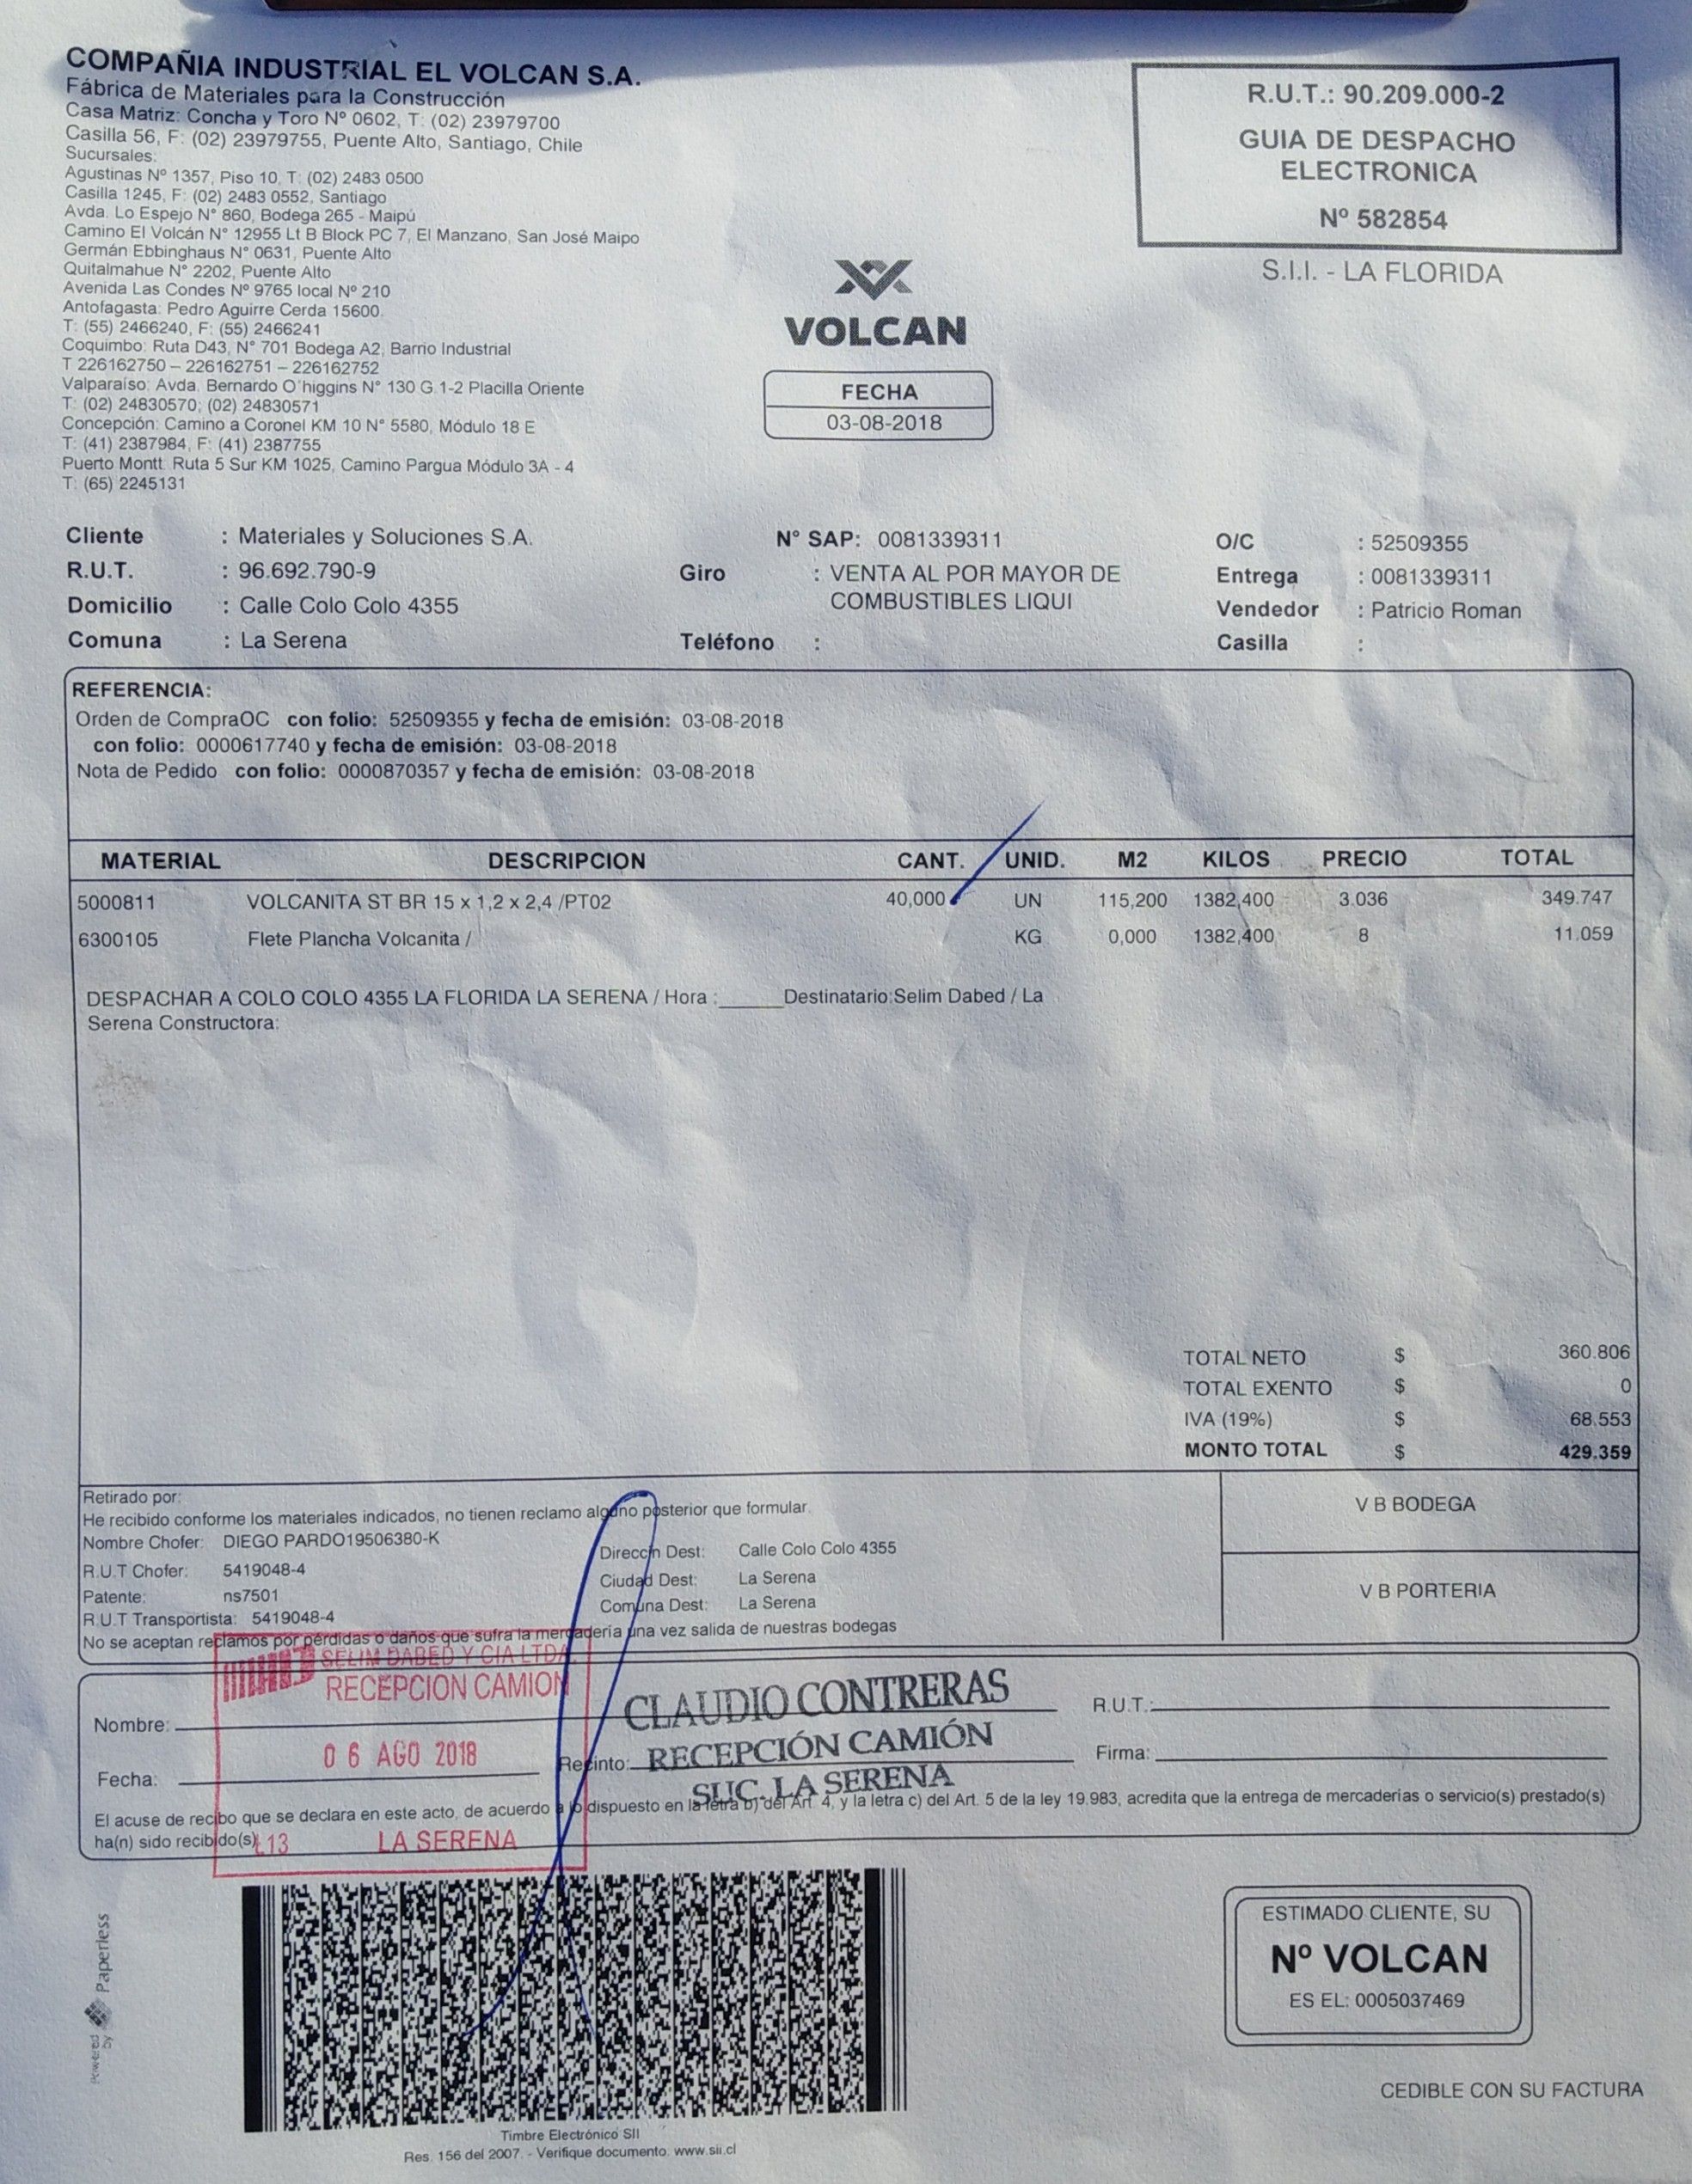 COMPAÑIA INDUSTRIAL EL VOLCAN S.A.
Fábrica de Materiales para la Construcción
Casa Matriz: Concha y Toro Nº 0602, T: (02) 23979700
Casilla 56, F: (02) 23979755, Puente Alto, Santiago, Chile
Sucursales:
Agustinas Nº 1357, Piso 10, T: (02) 2483 0500
Casilla 1245, F: (02) 2483 0552, Santiago
Avda. Lo Espejo N° 860, Bodega 265 - Maipú
Camino El Volcán N° 12955 Lt B Block PC 7, El Manzano, San José Maipo
Germán Ebbinghaus N° 0631, Puente Alto
Quitalmahue N° 2202, Puente Alto
Avenida Las Condes Nº 9765 local Nº 210
Antofagasta: Pedro Aguirre Cerda 15600.
T: (55) 2466240, F: (55) 2466241
Coquimbo: Ruta D43, N° 701 Bodega A2, Barrio Industrial
T 226162750 – 226162751 – 226162752
Valparaíso: Avda. Bernardo O'higgins N° 130 G.1-2 Placilla Oriente
T: (02) 24830570; (02) 24830571
Concepción: Camino a Coronel KM 10 N° 5580, Módulo 18 E
T: (41) 2387984, F: (41) 2387755
Puerto Montt. Ruta 5 Sur KM 1025, Camino Pargua Módulo 3A - 4
T: (65) 2245131
R.U.T.: 90.209.000-2
GUIA DE DESPACHO
ELECTRONICA
Nº 582854
S.I.I. - LA FLORIDA
VOLCAN
FECHA
03-08-2018
Cliente : Materiales y Soluciones S.A. N° SAP: 0081339311 O/C : 52509355
R.U.T. : 96.692.790-9 Giro : VENTA AL POR MAYOR DE Entrega : 0081339311
COMBUSTIBLES LIQUI
Domicilio : Calle Colo Colo 4355 Vendedor : Patricio Roman
Comuna : La Serena Teléfono : Casilla :
REFERENCIA:
Orden de CompraOC con folio: 52509355 y fecha de emisión: 03-08-2018
con folio: 0000617740 y fecha de emisión: 03-08-2018
Nota de Pedido con folio: 0000870357 y fecha de emisión: 03-08-2018
MATERIAL DESCRIPCION CANT. UNID. M2 KILOS PRECIO TOTAL
5000811 VOLCANITA ST BR 15 x 1,2 x 2,4 /PT02 40,000 UN 115,200 1382,400 3.036 349.747
6300105 Flete Plancha Volcanita / KG 0,000 1382,400 8 11.059
DESPACHAR A COLO COLO 4355 LA FLORIDA LA SERENA / Hora :______Destinatario:Selim Dabed / La
Serena Constructora:
TOTAL NETO $ 360.806
TOTAL EXENTO $ 0
IVA (19%) $ 68.553
MONTO TOTAL $ 429.359
Retirado por:
He recibido conforme los materiales indicados, no tienen reclamo alguno posterior que formular.
Nombre Chofer: DIEGO PARDO19506380-K
R.U.T Chofer: 5419048-4
Patente: ns7501
R.U.T Transportista: 5419048-4
Direccin Dest: Calle Colo Colo 4355
Ciudad Dest: La Serena
Comuna Dest: La Serena
No se aceptan reclamos por pérdidas o daños que sufra la mercaderia una vez salida de nuestras bodegas
V B BODEGA
V B PORTERIA
SELIM DABED Y CIA LTDA.
RECEPCION CAMION
06 AGO 2018
L13 LA SERENA
CLAUDIO CONTRERAS
RECEPCIÓN CAMIÓN
SUC. LA SERENA
Nombre: R.U.T.:
Fecha: Recinto: Firma:
El acuse de recibo que se declara en este acto, de acuerdo a lo dispuesto en la letra b) del Art. 4, y la letra c) del Art. 5 de la ley 19.983, acredita que la entrega de mercaderías o servicio(s) prestado(s)
ha(n) sido recibido(s)
Powered by Paperless
Timbre Electrónico SII
Res. 156 del 2007. - Verifique documento. www.sii.cl
ESTIMADO CLIENTE, SU
Nº VOLCAN
ES EL: 0005037469
CEDIBLE CON SU FACTURA